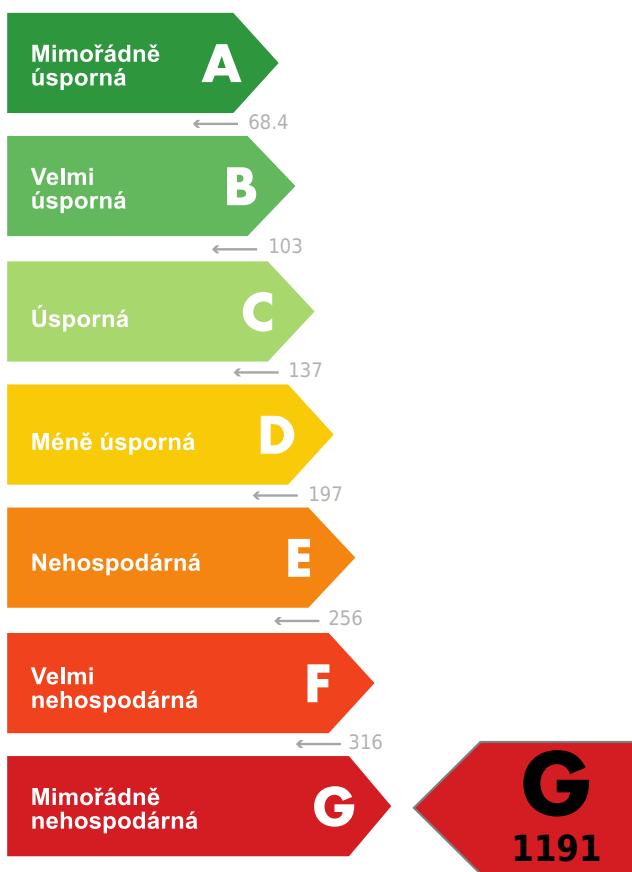 Mimořádně
úsporná
A
← 68.4
Velmi
úsporná
B
← 103
Úsporná
C
← 137
Méně úsporná
D
← 197
Nehospodárná
E
← 256
Velmi
nehospodárná
F
← 316
Mimořádně
nehospodárná
G
G
1191